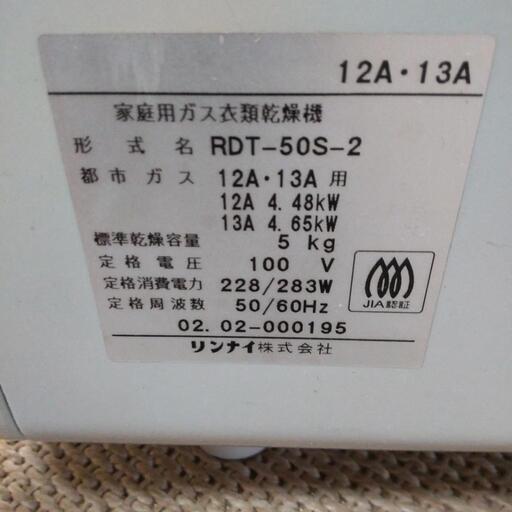 12A・13A
家庭用ガス衣類乾燥機
形式名 RDT-50S-2
都市ガス 12A・13A用
12A 4.48kW
13A 4.65kW
標準乾燥容量 5 kg
定格電圧 100 V
定格消費電力 228/283W
定格周波数 50/60Hz
02.02-000195
リンナイ株式会社
JIA認証